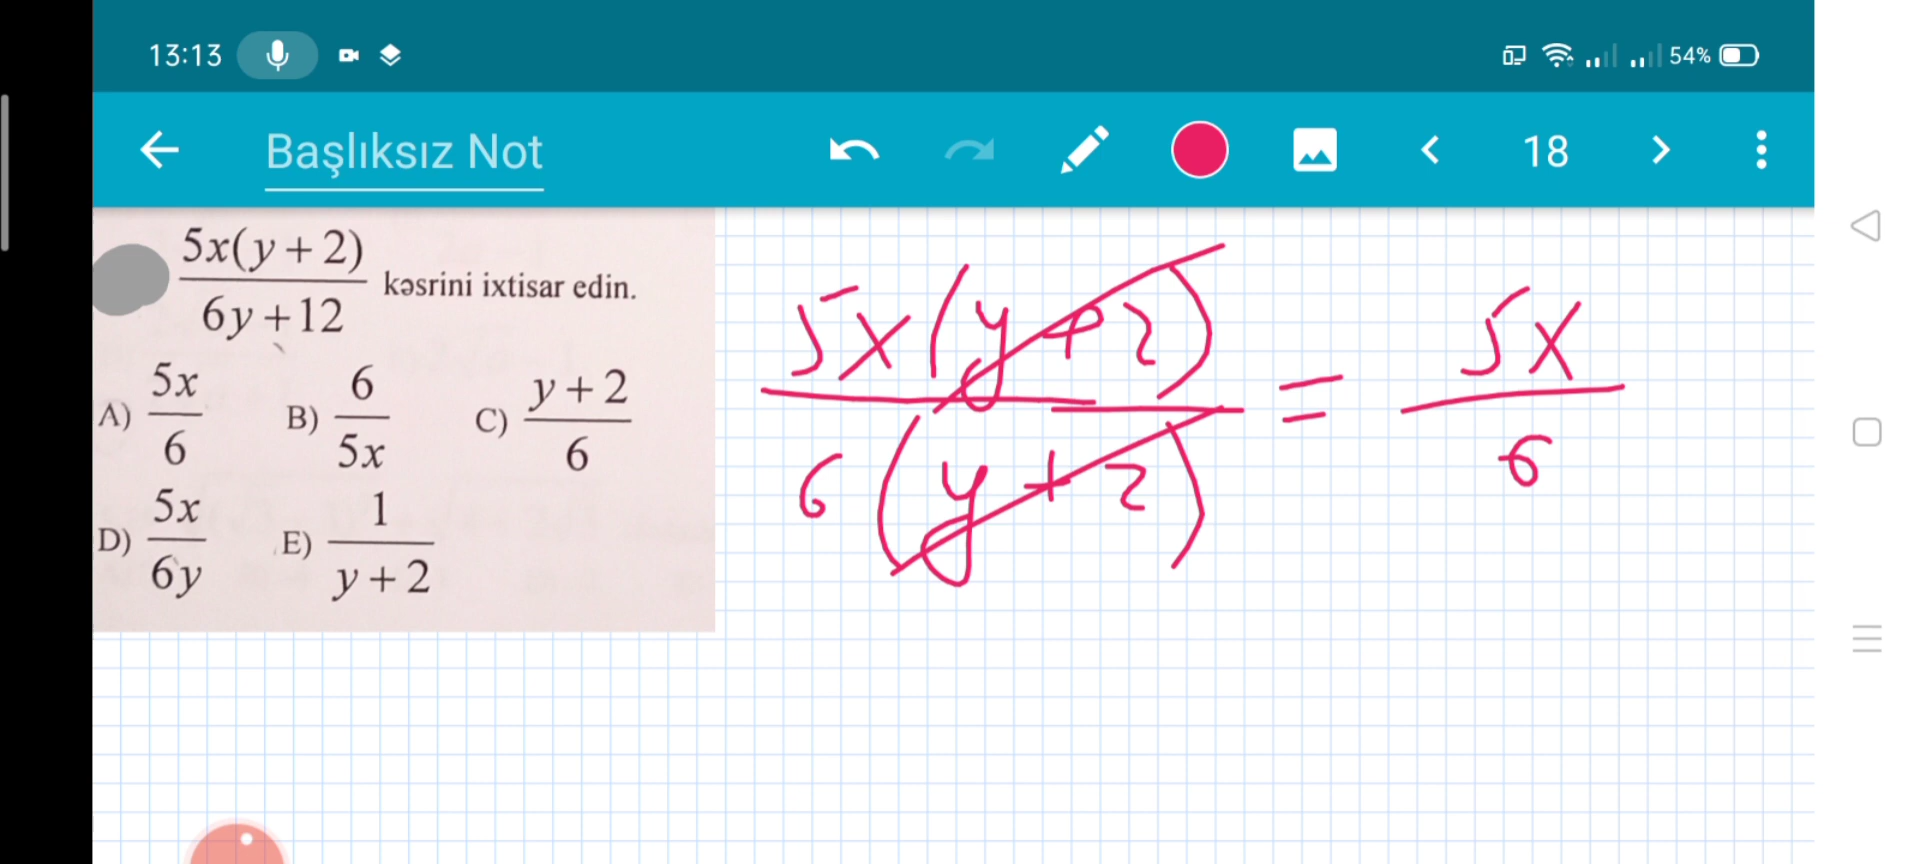 13:13 54%
Başlıksız Not 18
5x(y+2)/6y+12 kəsrini ixtisar edin.
A) 5x/6 B) 6/5x C) y+2/6
D) 5x/6y E) 1/y+2
5x(y+2)/6(y+2) = 5x/6